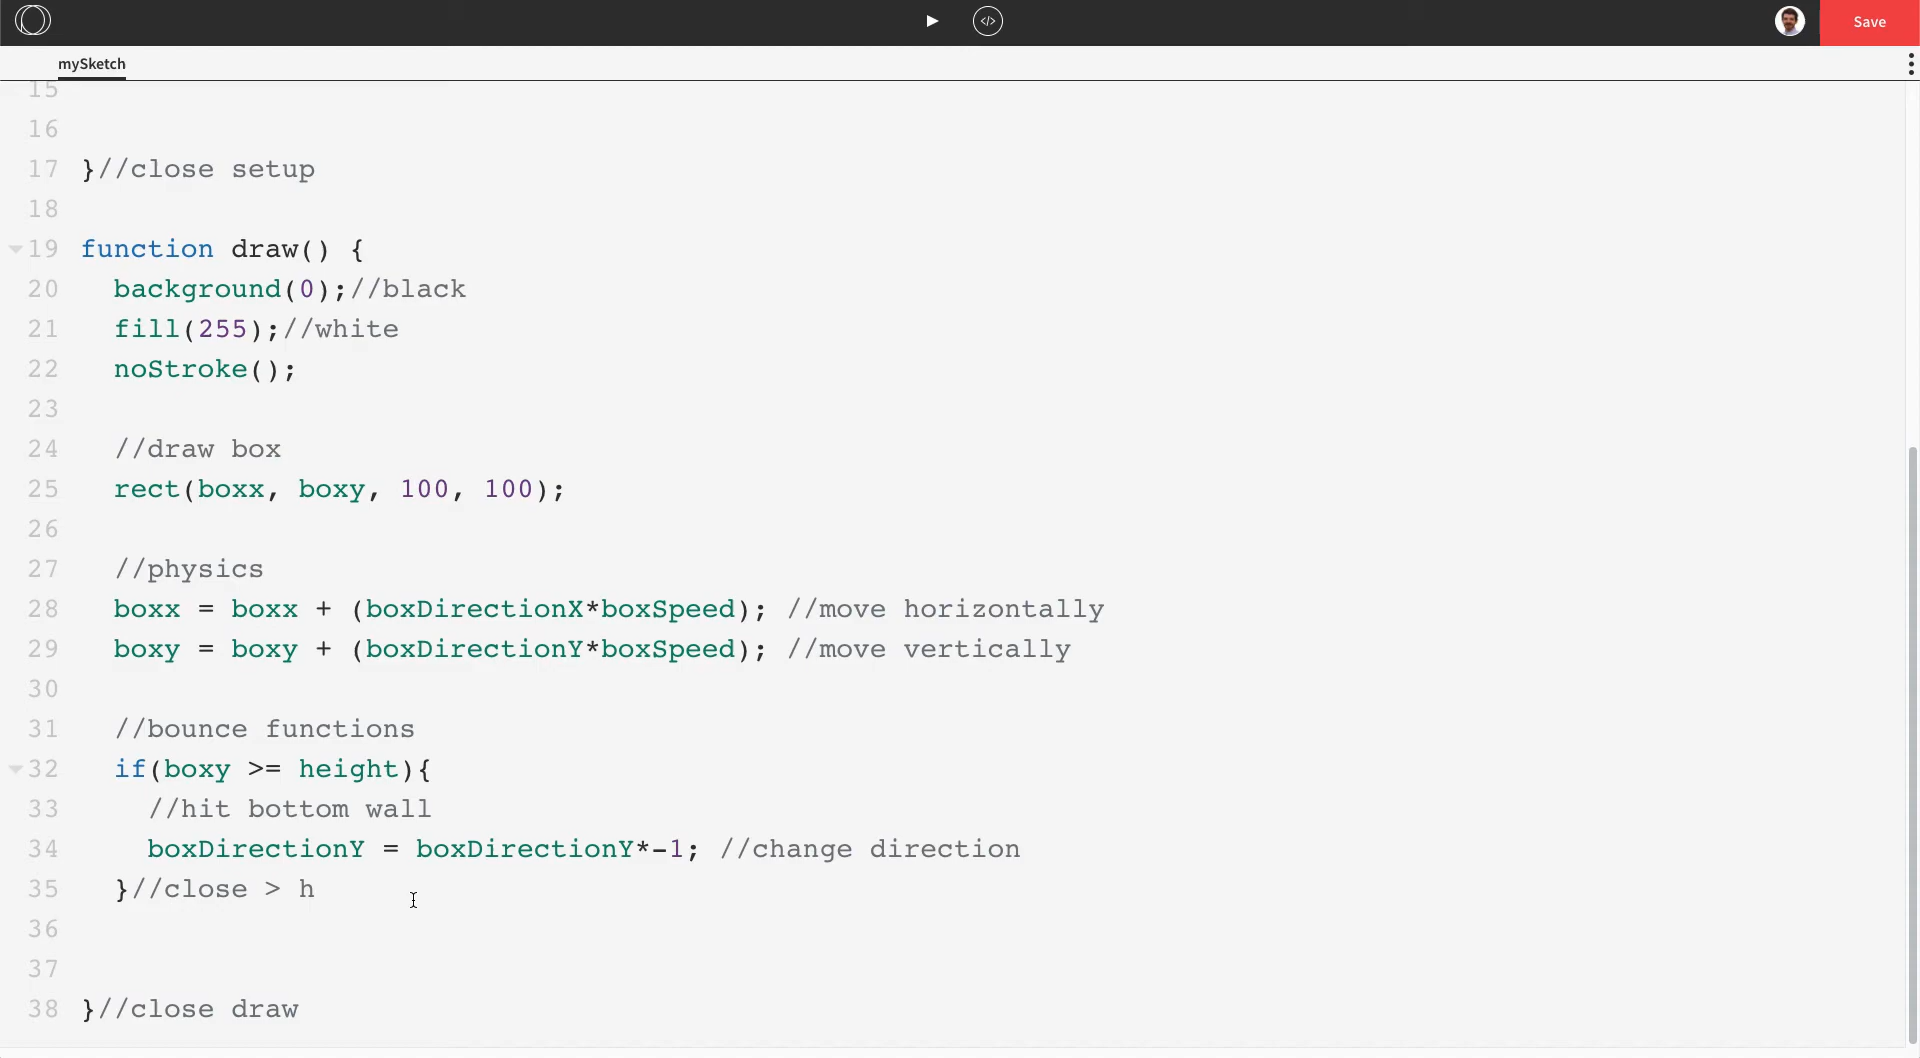 </>
Save
mySketch
15
16
17 }//close setup
18
19 function draw() {
20 background(0);//black
21 fill(255);//white
22 noStroke();
23
24 //draw box
25 rect(boxx, boxy, 100, 100);
26
27 //physics
28 boxx = boxx + (boxDirectionX*boxSpeed); //move horizontally
29 boxy = boxy + (boxDirectionY*boxSpeed); //move vertically
30
31 //bounce functions
32 if(boxy >= height){
33 //hit bottom wall
34 boxDirectionY = boxDirectionY*-1; //change direction
35 }//close > h
36
37
38 }//close draw